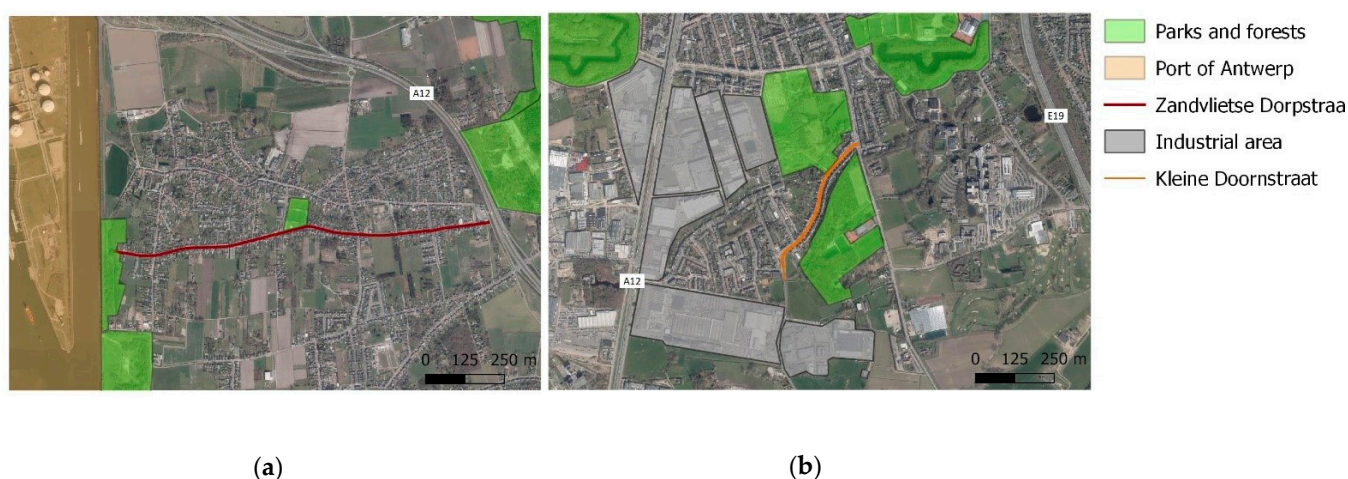 A12
0 125 250 m
E19
A12
0 125 250 m
Parks and forests
Port of Antwerp
Zandvlietse Dorpstraa
Industrial area
Kleine Doornstraat
(a)
(b)